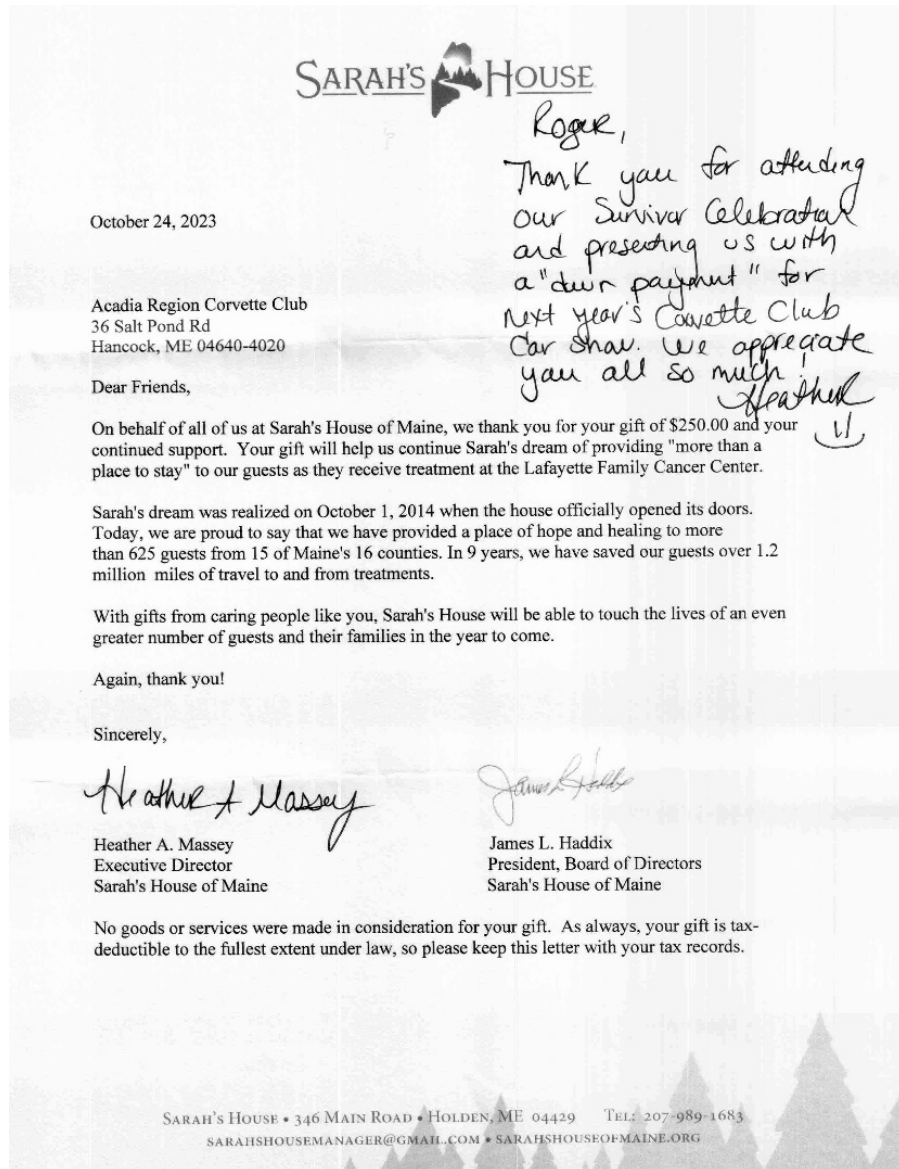 SARAH'S HOUSE
Roger,
Thank you for attending
our Survivor Celebration
and presenting us with
a "down payment" for
next year's Corvette Club
Car Show. We appreciate
you all so much!
Heather
October 24, 2023
Acadia Region Corvette Club
36 Salt Pond Rd
Hancock, ME 04640-4020
Dear Friends,
On behalf of all of us at Sarah's House of Maine, we thank you for your gift of $250.00 and your
continued support.  Your gift will help us continue Sarah's dream of providing "more than a
place to stay" to our guests as they receive treatment at the Lafayette Family Cancer Center.
Sarah's dream was realized on October 1, 2014 when the house officially opened its doors.
Today, we are proud to say that we have provided a place of hope and healing to more
than 625 guests from 15 of Maine's 16 counties. In 9 years, we have saved our guests over 1.2
million  miles of travel to and from treatments.
With gifts from caring people like you, Sarah's House will be able to touch the lives of an even
greater number of guests and their families in the year to come.
Again, thank you!
Sincerely,
Heather A Massey
Heather A. Massey
Executive Director
Sarah's House of Maine
James L. Haddix
President, Board of Directors
Sarah's House of Maine
No goods or services were made in consideration for your gift.  As always, your gift is tax-
deductible to the fullest extent under law, so please keep this letter with your tax records.
SARAH'S HOUSE • 346 MAIN ROAD • HOLDEN, ME 04429 TEL: 207-989-1683
SARAHSHOUSEMANAGER@GMAIL.COM • SARAHSHOUSEOFMAINE.ORG